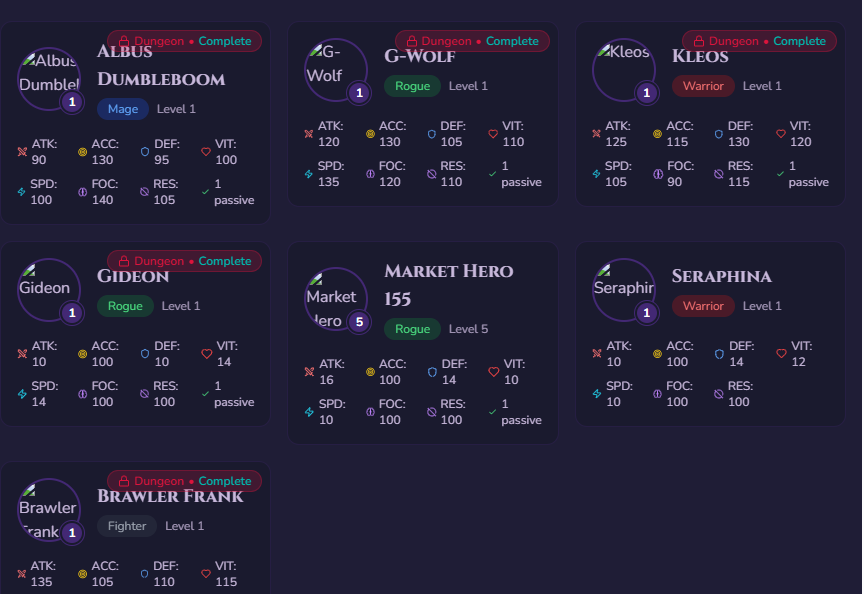 Dungeon • Complete
Albus
Dumbleboom
Albus
Dumbled
1
Mage
Level 1
ATK:
90
ACC:
130
DEF:
95
VIT:
100
SPD:
100
FOC:
140
RES:
105
1
passive
Dungeon • Complete
G-Wolf
G-
Wolf
1
Rogue
Level 1
ATK:
120
ACC:
130
DEF:
105
VIT:
110
SPD:
135
FOC:
120
RES:
110
1
passive
Dungeon • Complete
Kleos
Kleos
1
Warrior
Level 1
ATK:
125
ACC:
115
DEF:
130
VIT:
120
SPD:
105
FOC:
90
RES:
115
1
passive
Dungeon • Complete
Gideon
Gideon
1
Rogue
Level 1
ATK:
10
ACC:
100
DEF:
10
VIT:
14
SPD:
14
FOC:
100
RES:
100
1
passive
Market Hero
155
Market
Hero
5
Rogue
Level 5
ATK:
16
ACC:
100
DEF:
14
VIT:
10
SPD:
10
FOC:
100
RES:
100
1
passive
Seraphina
Seraphin
1
Warrior
Level 1
ATK:
10
ACC:
100
DEF:
14
VIT:
12
SPD:
10
FOC:
100
RES:
100
Dungeon • Complete
Brawler Frank
Brawler
Frank
1
Fighter
Level 1
ATK:
135
ACC:
105
DEF:
110
VIT:
115